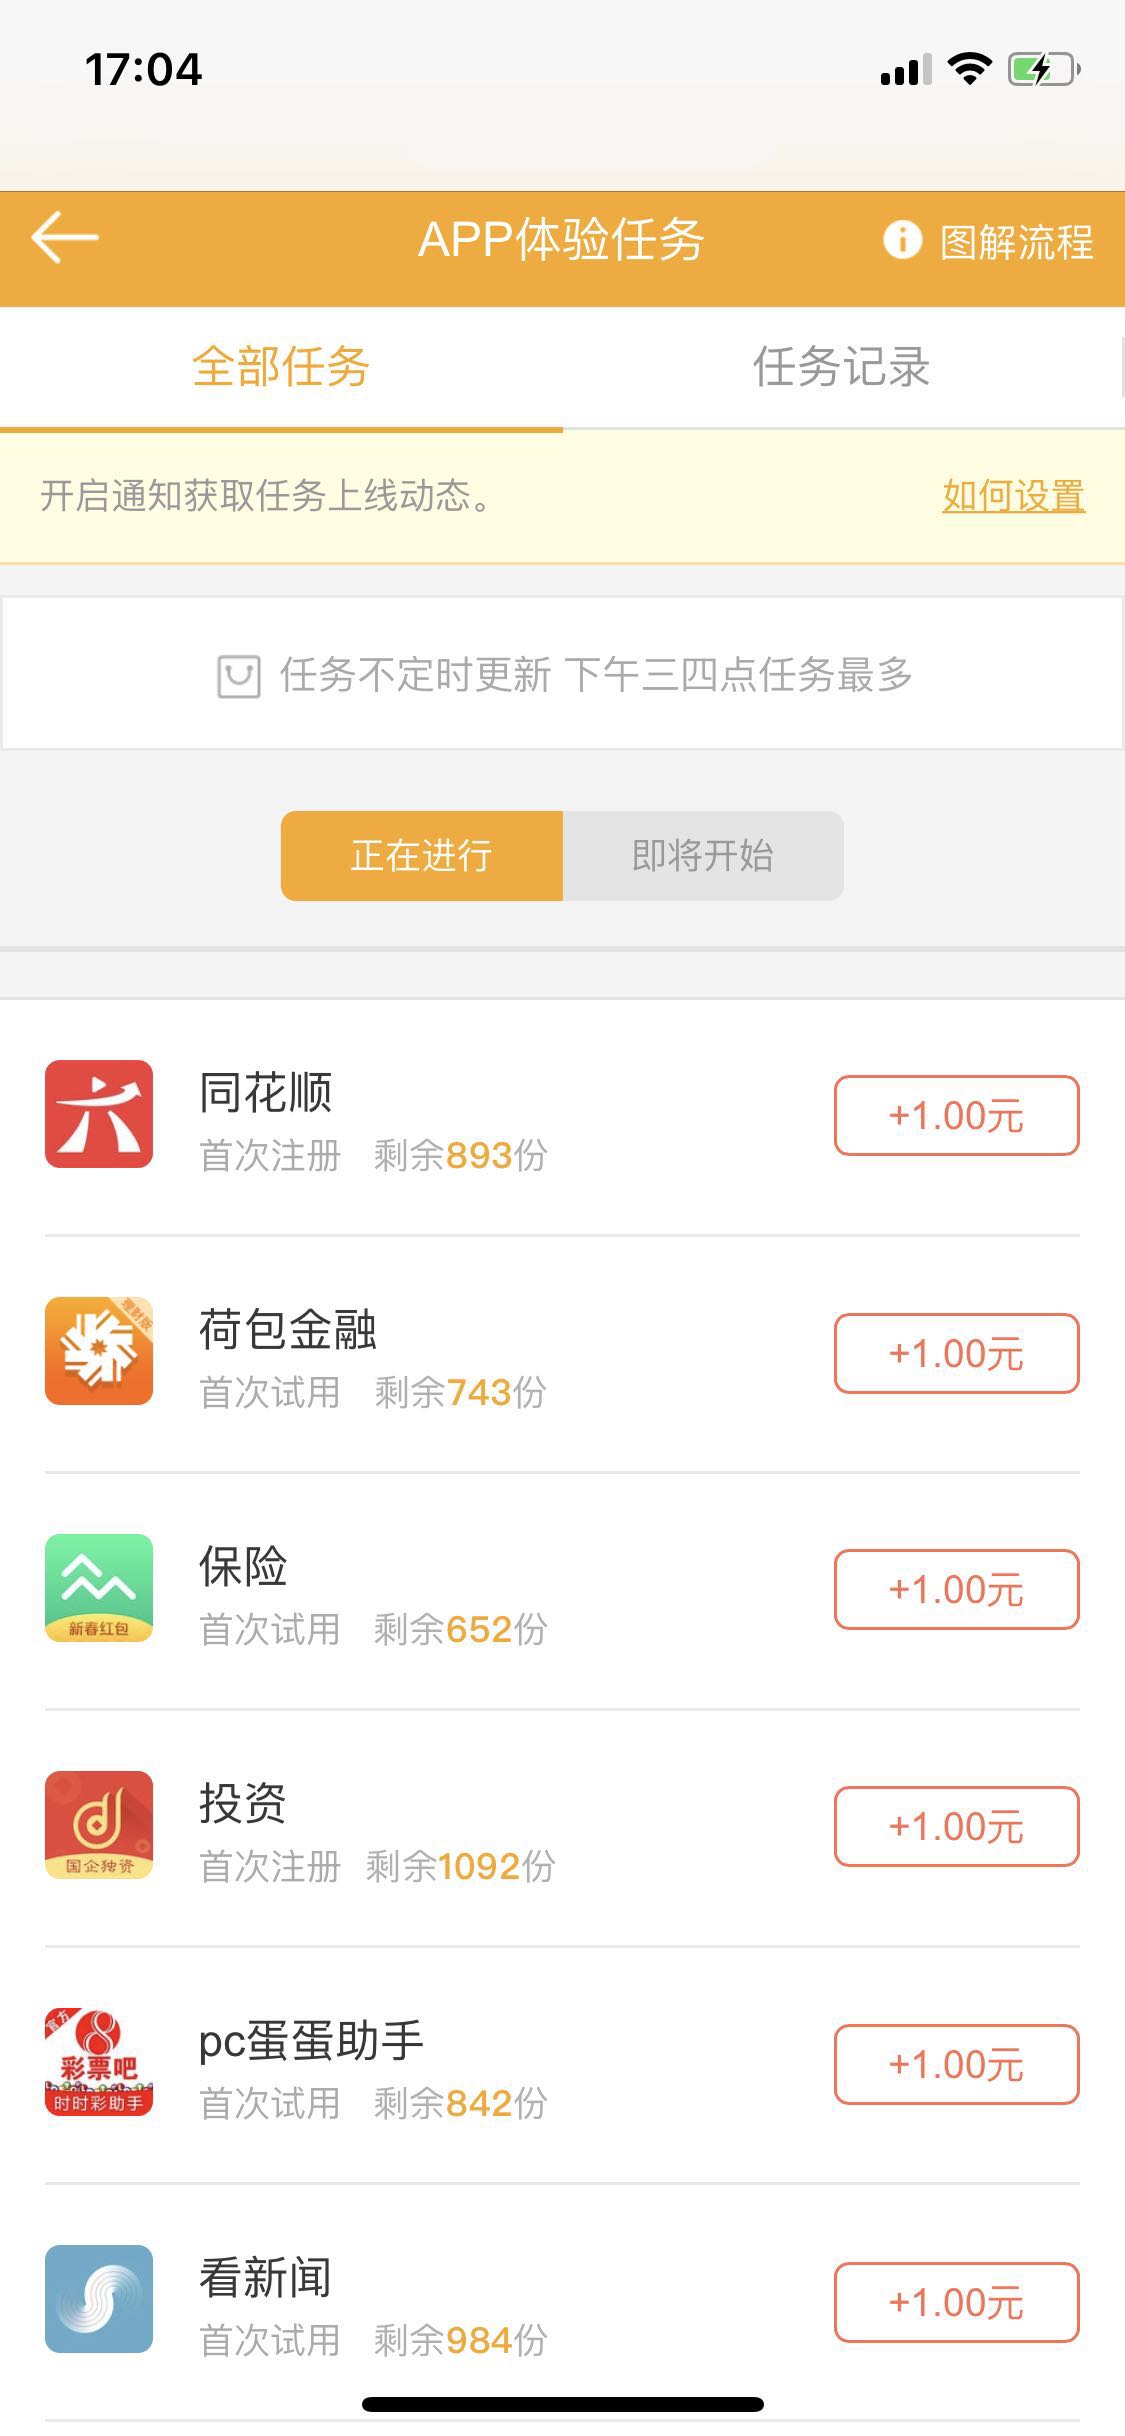 17:04
APP体验任务
图解流程
全部任务
任务记录
开启通知获取任务上线动态。
如何设置
任务不定时更新 下午三四点任务最多
正在进行
即将开始
同花顺
首次注册 剩余893份
+1.00元
理财版
荷包金融
首次试用 剩余743份
+1.00元
新春红包
保险
首次试用 剩余652份
+1.00元
国企独资
投资
首次注册 剩余1092份
+1.00元
官方
彩票吧
时时彩助手
pc蛋蛋助手
首次试用 剩余842份
+1.00元
看新闻
首次试用 剩余984份
+1.00元